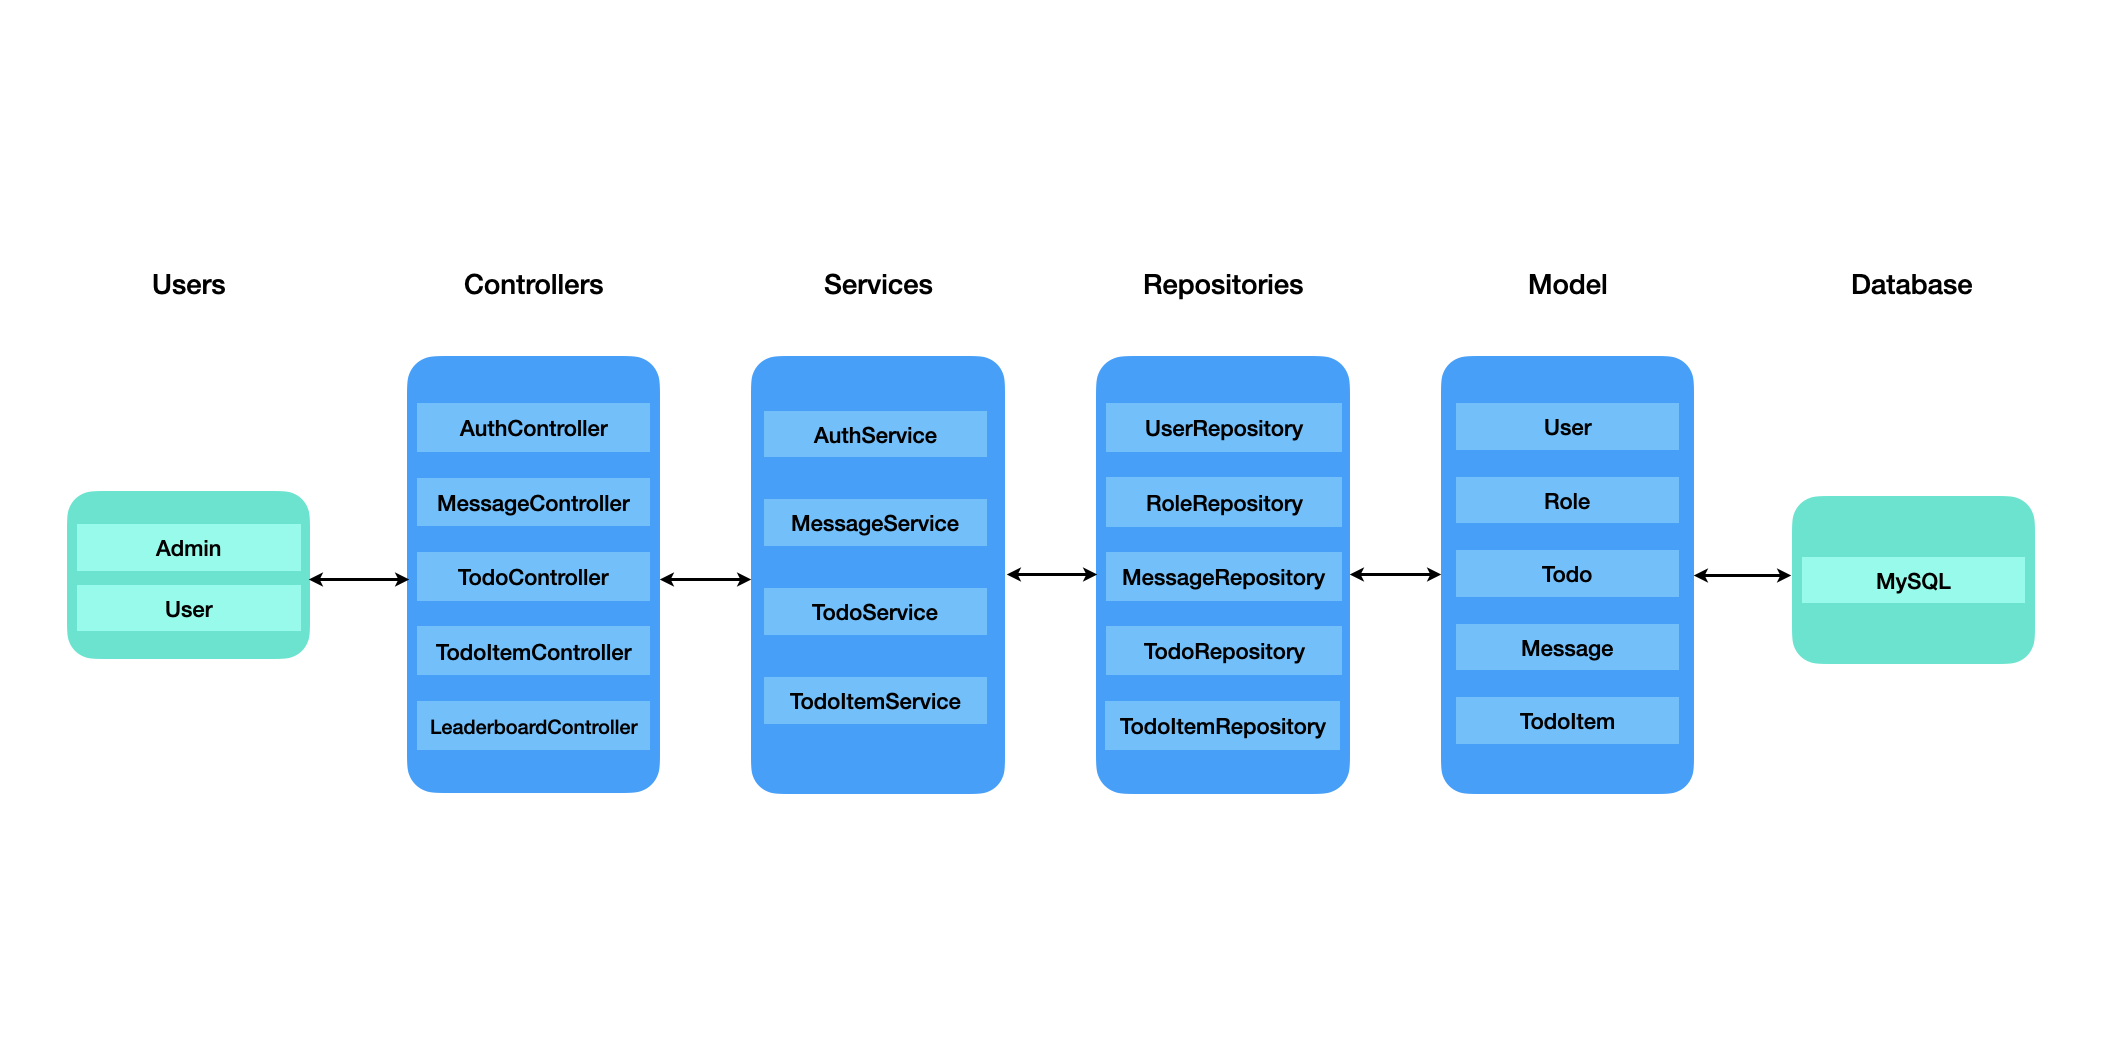 Users
Controllers
Services
Repositories
Model
Database
Admin
User
AuthController
MessageController
TodoController
TodoItemController
LeaderboardController
AuthService
MessageService
TodoService
TodoItemService
UserRepository
RoleRepository
MessageRepository
TodoRepository
TodoItemRepository
User
Role
Todo
Message
TodoItem
MySQL